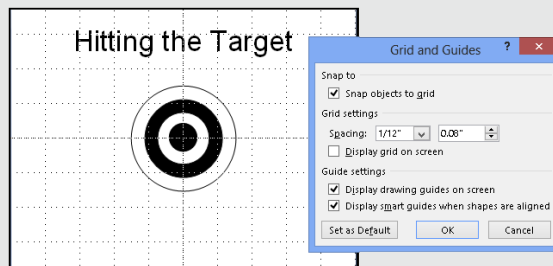 Hitting the Target
Grid and Guides ? ×
Snap to
Snap objects to grid
Grid settings
Spacing: 1/12" 0.08"
Display grid on screen
Guide settings
Display drawing guides on screen
Display smart guides when shapes are aligned
Set as Default OK Cancel